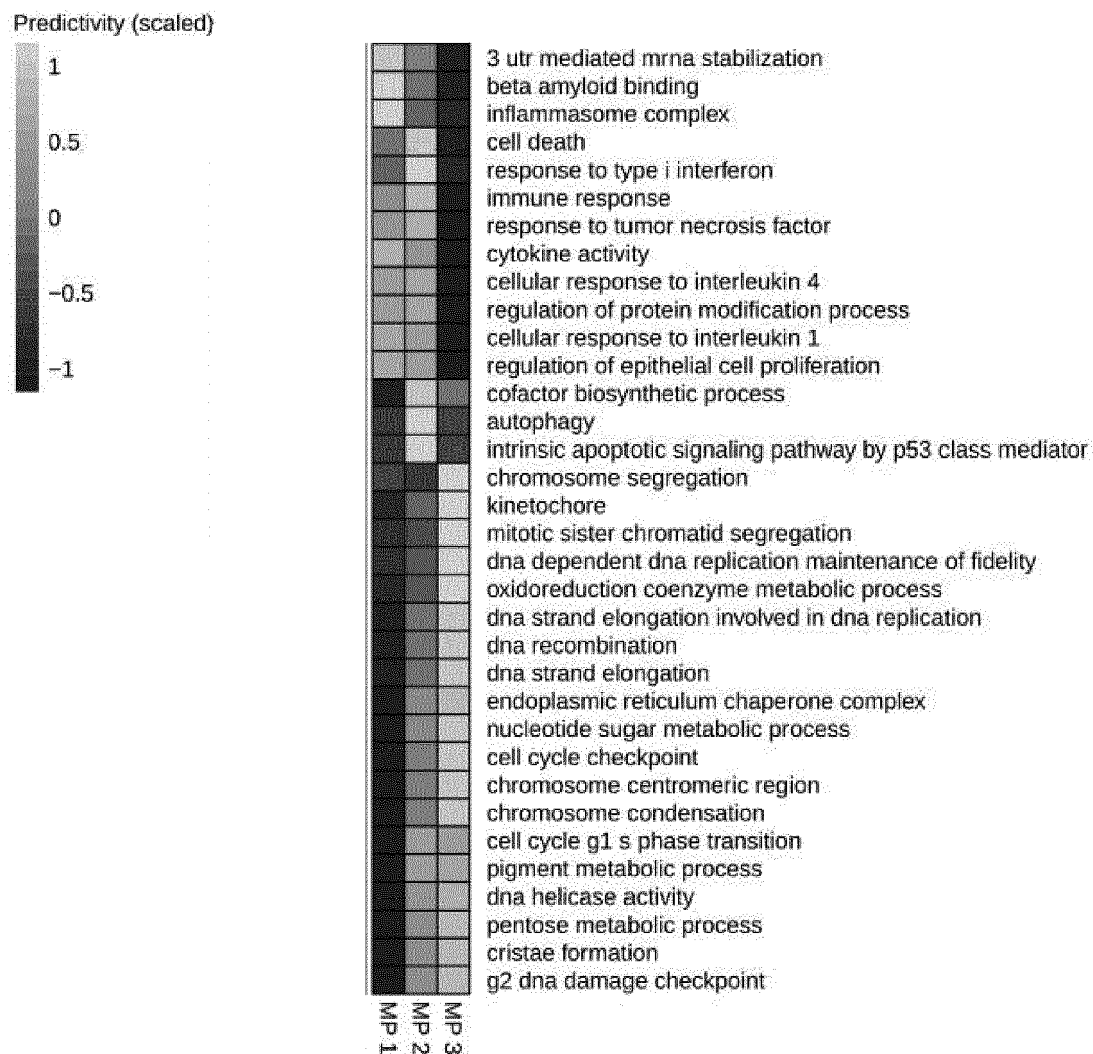 Predictivity (scaled)
1
0.5
0
−0.5
−1
3 utr mediated mrna stabilization
beta amyloid binding
inflammasome complex
cell death
response to type i interferon
immune response
response to tumor necrosis factor
cytokine activity
cellular response to interleukin 4
regulation of protein modification process
cellular response to interleukin 1
regulation of epithelial cell proliferation
cofactor biosynthetic process
autophagy
intrinsic apoptotic signaling pathway by p53 class mediator
chromosome segregation
kinetochore
mitotic sister chromatid segregation
dna dependent dna replication maintenance of fidelity
oxidoreduction coenzyme metabolic process
dna strand elongation involved in dna replication
dna recombination
dna strand elongation
endoplasmic reticulum chaperone complex
nucleotide sugar metabolic process
cell cycle checkpoint
chromosome centromeric region
chromosome condensation
cell cycle g1 s phase transition
pigment metabolic process
dna helicase activity
pentose metabolic process
cristae formation
g2 dna damage checkpoint
MP 1
MP 2
MP 3